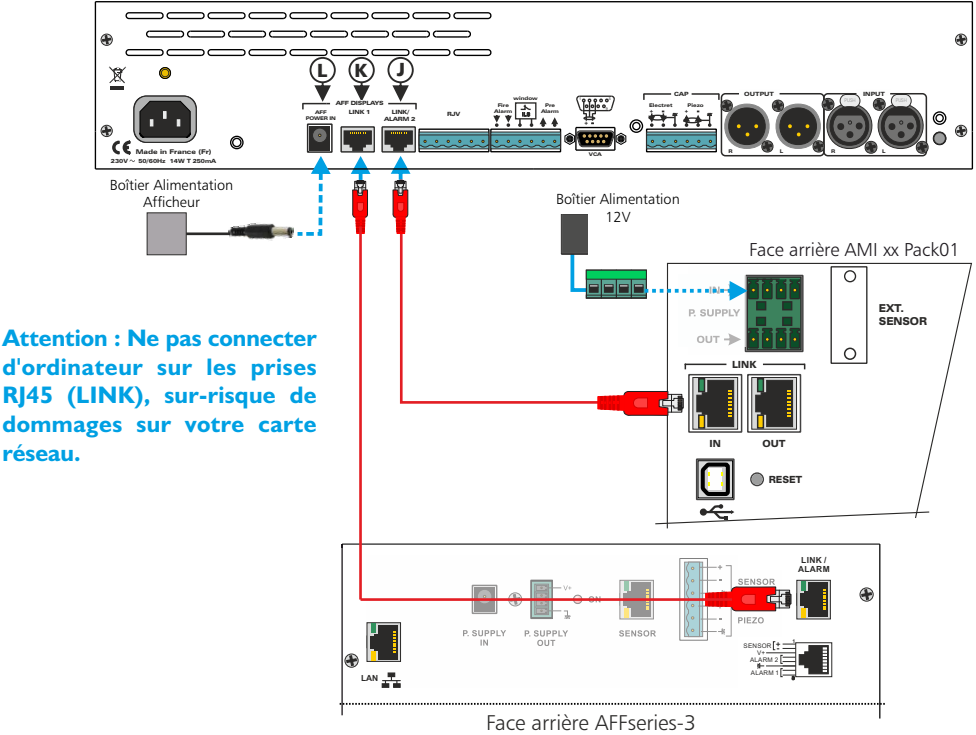 L K J
AFF DISPLAYS
AFF POWER IN
LINK 1
LINK/ ALARM 2
RJV
Fire Alarm
window
Pre Alarm
VCA
CAP
Electret
Piezo
OUTPUT
INPUT
PUSH
PUSH
R L
R L
CE Made in France (Fr)
230V ~ 50/60Hz 14W T 250mA
Boîtier Alimentation
Afficheur
Boîtier Alimentation
12V
Face arrière AMI xx Pack01
IN
P. SUPPLY
OUT
EXT.
SENSOR
LINK
IN OUT
RESET
Attention : Ne pas connecter
d'ordinateur sur les prises
RJ45 (LINK), sur-risque de
dommages sur votre carte
réseau.
LINK /
ALARM
V+
ON
+
-
SENSOR
-
PIEZO
P. SUPPLY
IN
P. SUPPLY
OUT
SENSOR
LAN
SENSOR [ + -
V+
ALARM 2
ALARM 1
Face arrière AFFseries-3